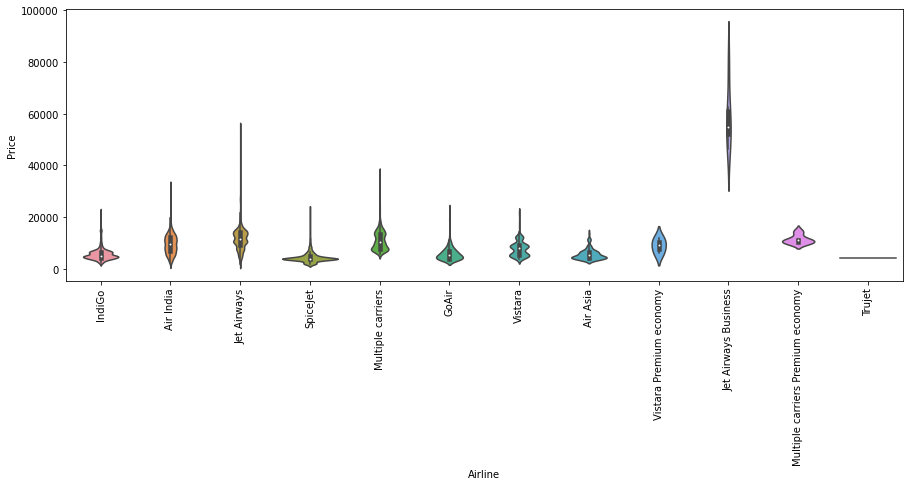 100000
80000
60000
40000
20000
0
Price
IndiGo
Air India
Jet Airways
SpiceJet
Multiple carriers
GoAir
Vistara
Air Asia
Vistara Premium economy
Jet Airways Business
Multiple carriers Premium economy
Trujet
Airline